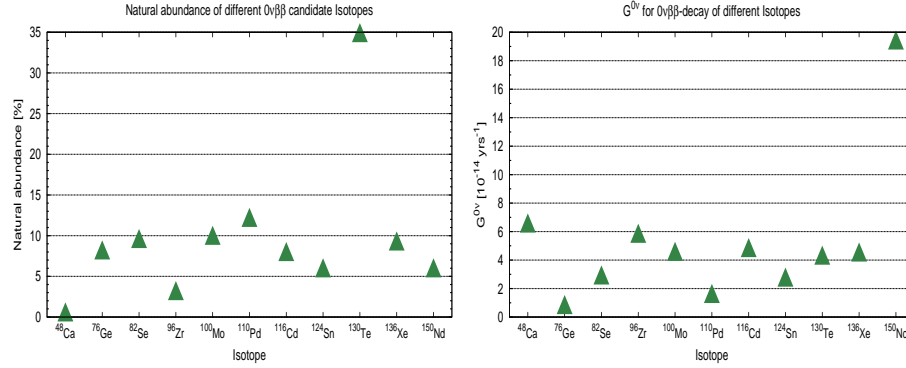 Natural abundance of different 0νββ candidate Isotopes
Natural abundance [%]
35
30
25
20
15
10
5
0
⁴⁸Ca ⁷⁶Ge ⁸²Se ⁹⁶Zr ¹⁰⁰Mo ¹¹⁰Pd ¹¹⁶Cd ¹²⁴Sn ¹³⁰Te ¹³⁶Xe ¹⁵⁰Nd
Isotope
G⁰ᵛ for 0νββ-decay of different Isotopes
G⁰ᵛ [10⁻¹⁴ yrs⁻¹]
20
18
16
14
12
10
8
6
4
2
0
⁴⁸Ca ⁷⁶Ge ⁸²Se ⁹⁶Zr ¹⁰⁰Mo ¹¹⁰Pd ¹¹⁶Cd ¹²⁴Sn ¹³⁰Te ¹³⁶Xe ¹⁵⁰Nd
Isotope